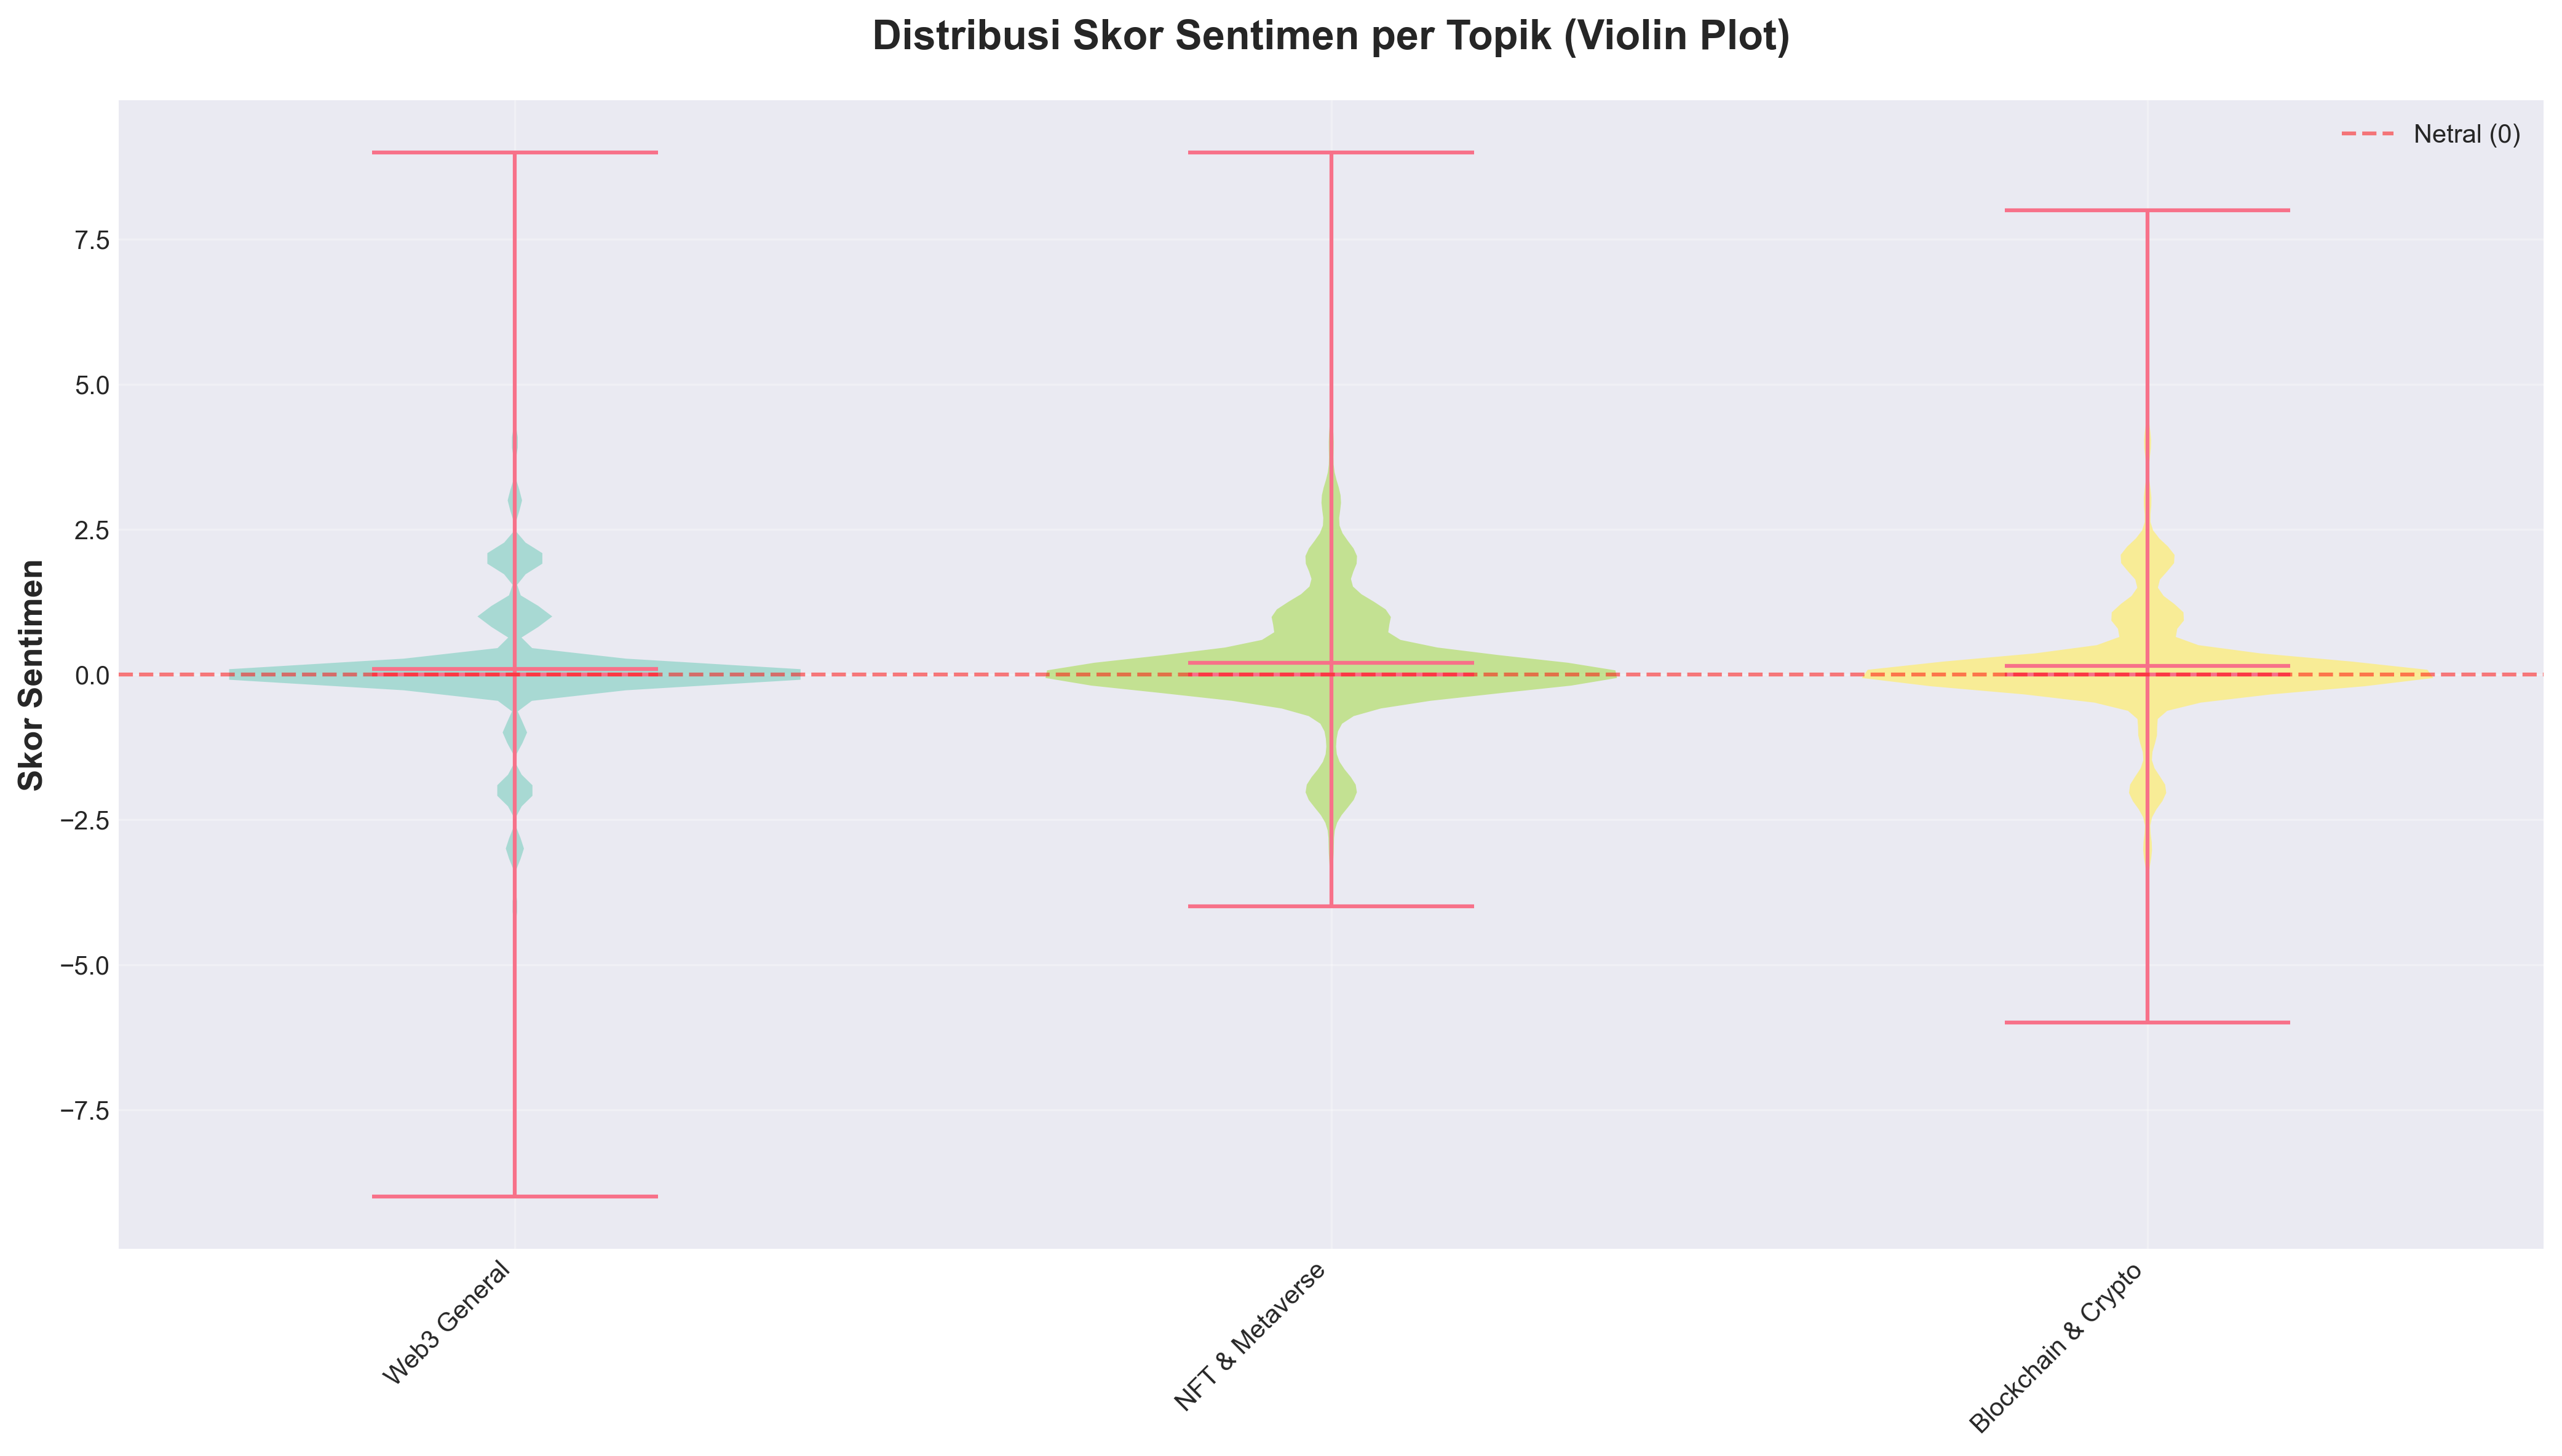 Distribusi Skor Sentimen per Topik (Violin Plot)
Netral (0)
Skor Sentimen
7.5
5.0
2.5
0.0
−2.5
−5.0
−7.5
Web3 General
NFT & Metaverse
Blockchain & Crypto